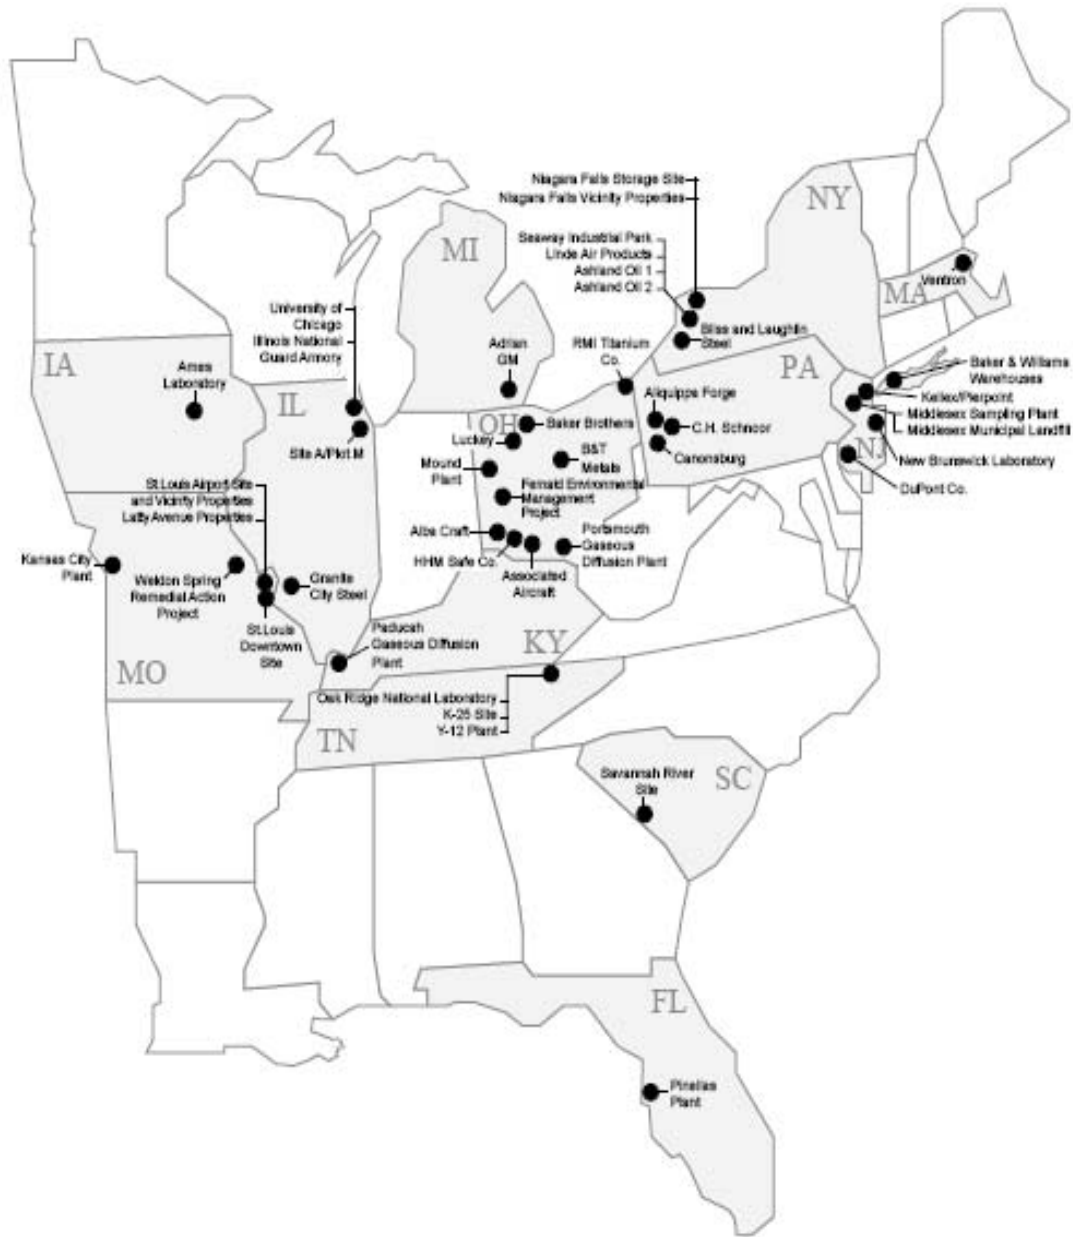 Niagara Falls Storage Site
Niagara Falls Vicinity Properties
NY
Seaway Industrial Park
Linde Air Products
Ashland Oil 1
Ashland Oil 2
MI
Ventron
MA
University of
Chicago
Illinois National
Guard Armory
Bliss and Laughlin
Steel
Adrian
GM
RMI Titanium
Co.
IA
Ames
Laboratory
PA
Baker & Williams
Warehouses
Kellex/Pierpoint
Middlesex Sampling Plant
Middlesex Municipal Landfill
IL
Aliquippa Forge
C.H. Schnoor
Canonsburg
OH
Baker Brothers
Luckey
NJ
New Brunswick Laboratory
DuPont Co.
Site A/Plot M
Mound
Plant
B&T
Metals
Fernald Environmental
Management
Project
St.Louis Airport Site
and Vicinity Properties
Latty Avenue Properties
Alba Craft
HHM Safe Co.
Associated
Aircraft
Portsmouth
Gaseous
Diffusion Plant
Kansas City
Plant
Weldon Spring
Remedial Action
Project
Granite
City Steel
St.Louis
Downtown
Site
Paducah
Gaseous Diffusion
Plant
KY
MO
Oak Ridge National Laboratory
K-25 Site
Y-12 Plant
TN
Savannah River
Site
SC
FL
Pinellas
Plant